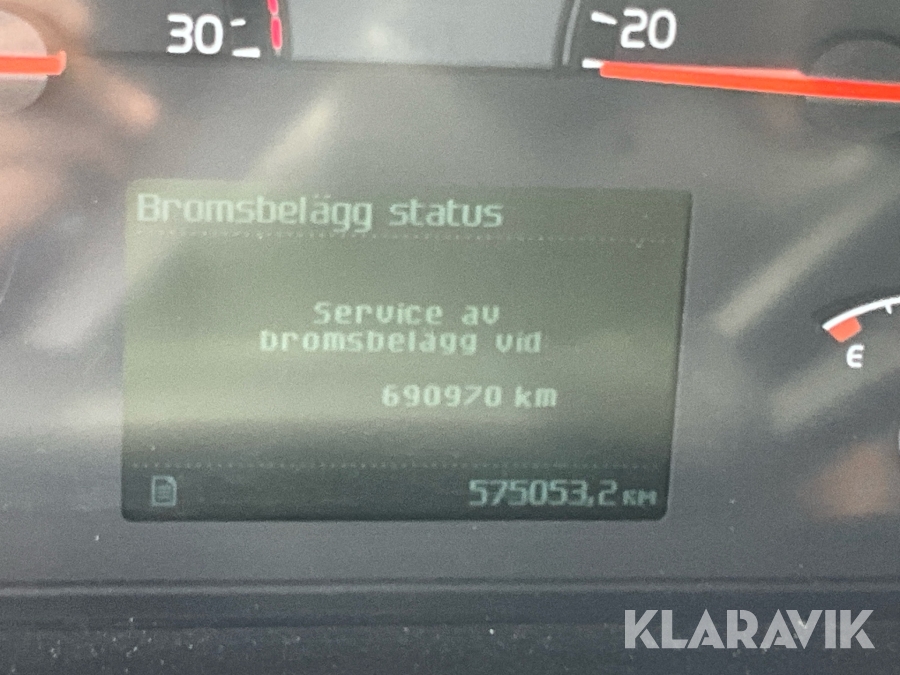 30
20
Bromsbelägg status
Service av
bromsbelägg vid
690970 km
E
575053,2 KM
KLARAVIK